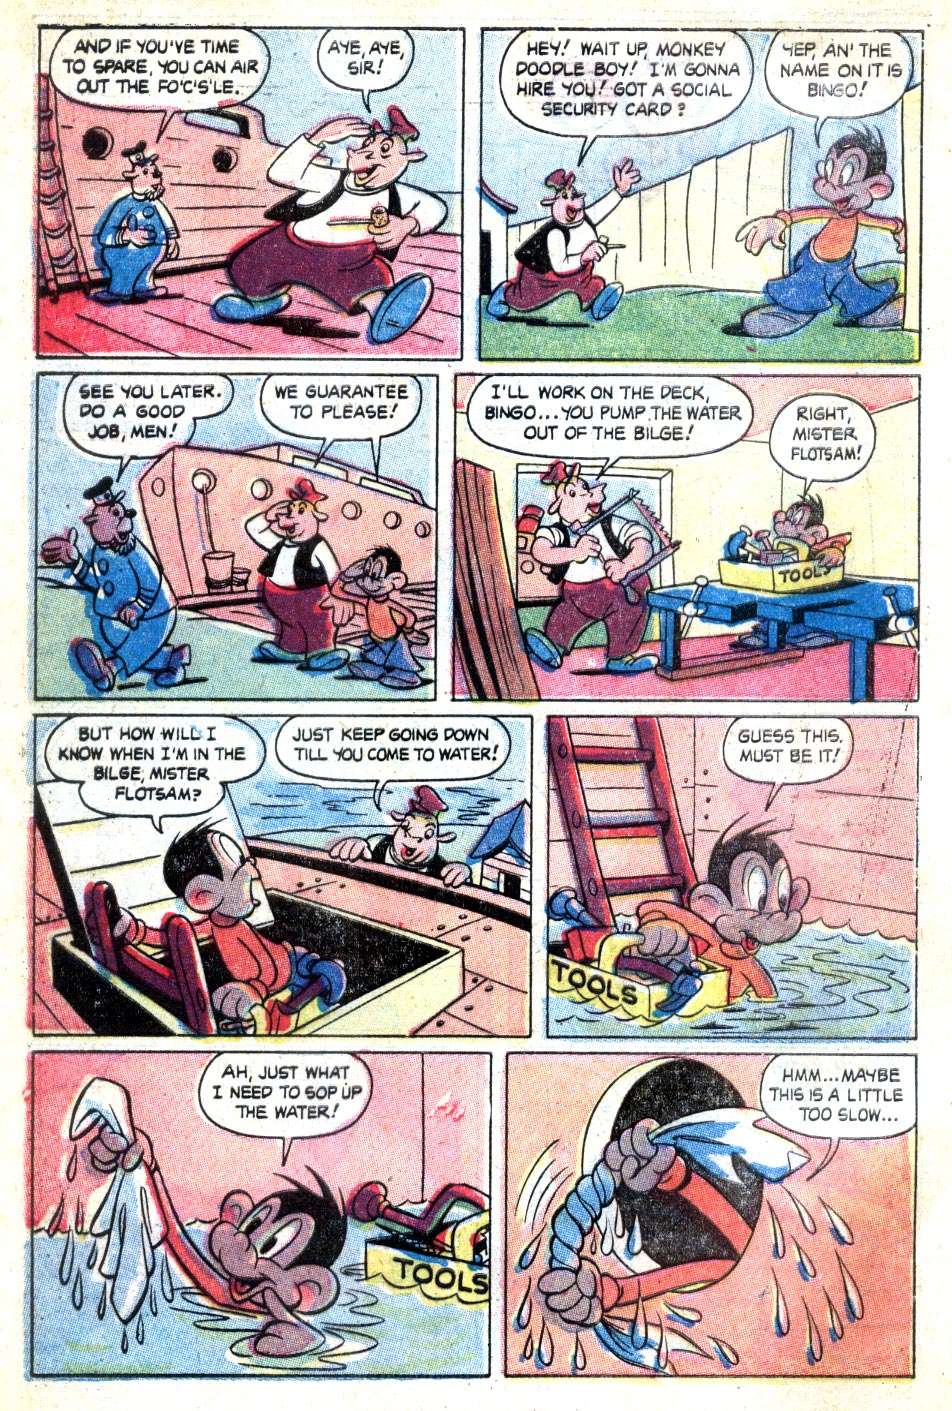 AND IF YOU'VE TIME
TO SPARE, YOU CAN AIR
OUT THE FO'C'S'LE.
AYE, AYE,
SIR!
HEY! WAIT UP, MONKEY
DOODLE BOY! I'M GONNA
HIRE YOU! GOT A SOCIAL
SECURITY CARD?
YEP, AN' THE
NAME ON IT IS
BINGO!
SEE YOU LATER.
DO A GOOD
JOB, MEN!
WE GUARANTEE
TO PLEASE!
I'LL WORK ON THE DECK,
BINGO... YOU PUMP THE WATER
OUT OF THE BILGE!
RIGHT,
MISTER
FLOTSAM!
TOOLS
BUT HOW WILL I
KNOW WHEN I'M IN THE
BILGE, MISTER
FLOTSAM?
JUST KEEP GOING DOWN
TILL YOU COME TO WATER!
GUESS THIS
MUST BE IT!
TOOLS
AH, JUST WHAT
I NEED TO SOP UP
THE WATER!
TOOLS
HMM... MAYBE
THIS IS A LITTLE
TOO SLOW...